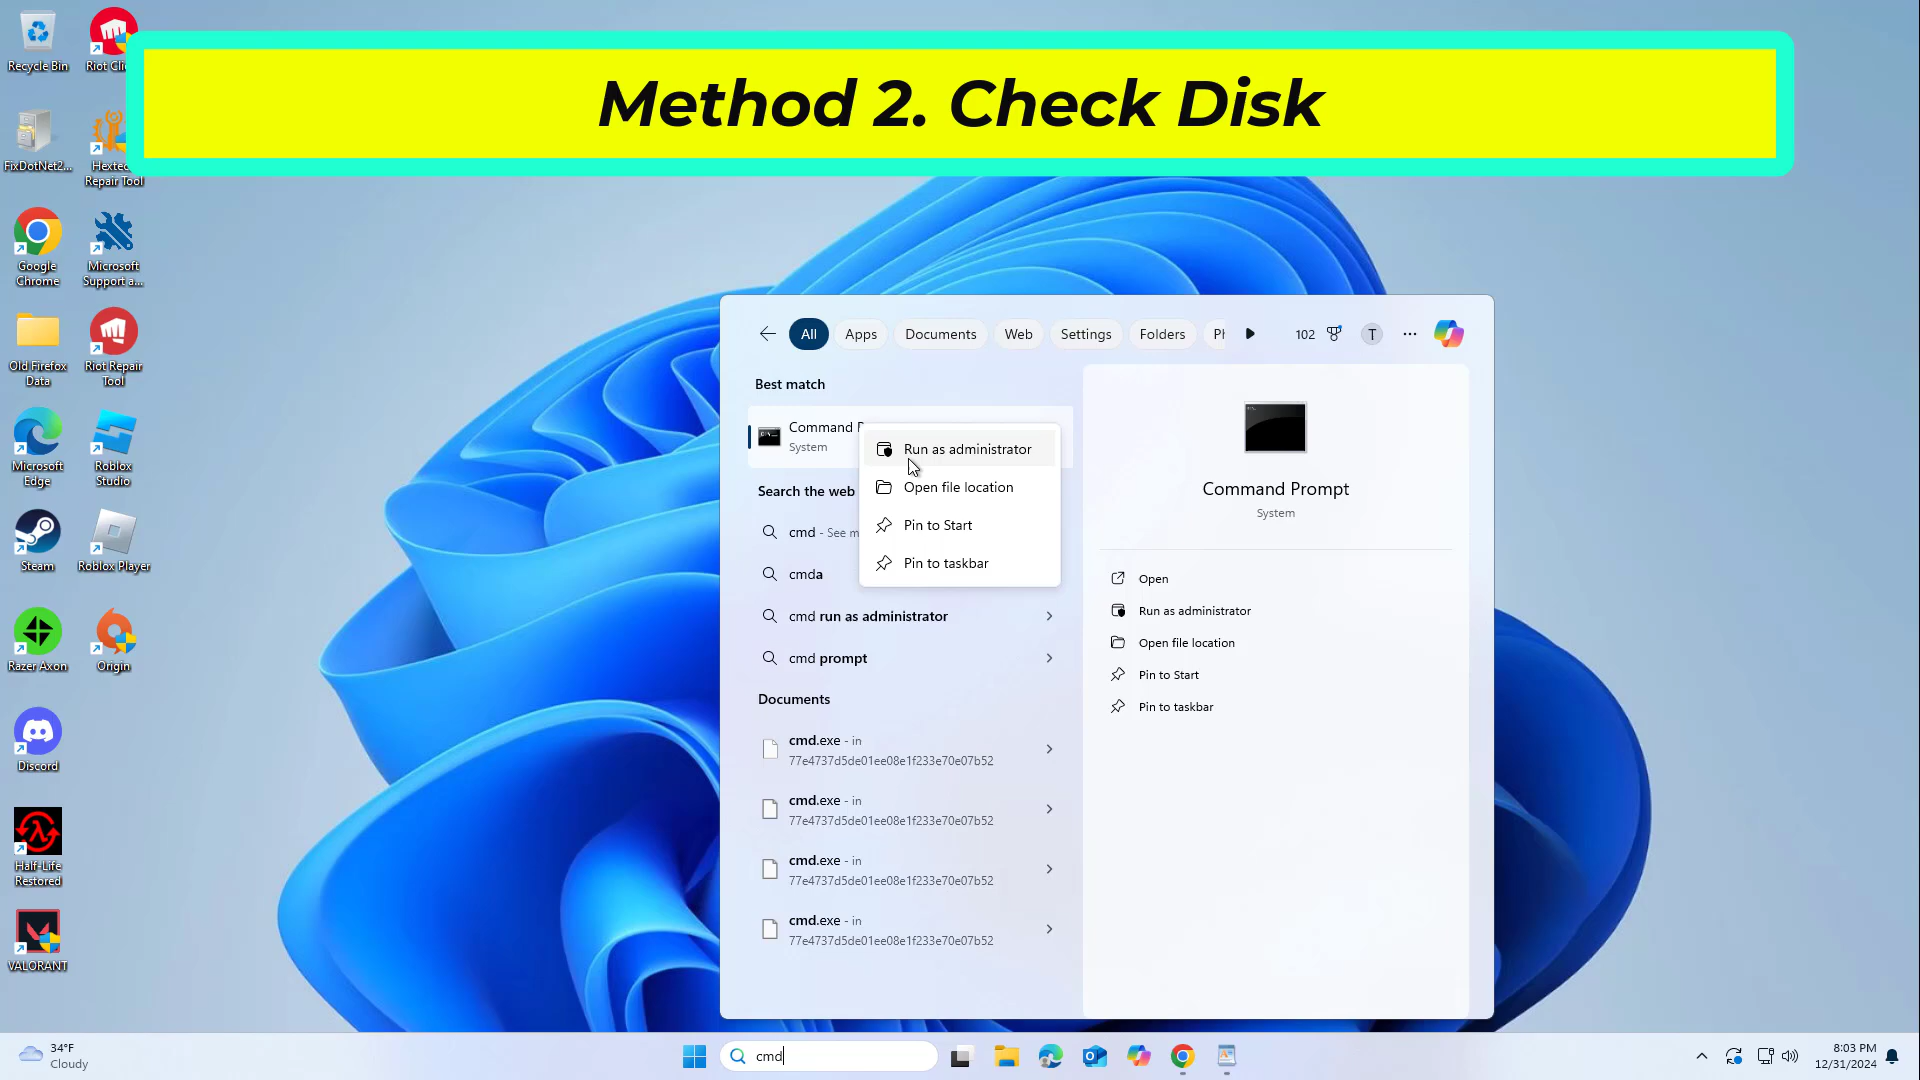 Method 2. Check Disk
Recycle Bin
FixDotNet2...
Hextech
Repair Tool
Google
Chrome
Microsoft
Support a...
Old Firefox
Data
Riot Repair
Tool
Microsoft
Edge
Roblox
Studio
Steam
Roblox Player
Razer Axon
Origin
Discord
Half-Life
Restored
VALORANT
All
Apps
Documents
Web
Settings
Folders
102
T
Best match
Command
System
Run as administrator
Open file location
Pin to Start
Pin to taskbar
Search the web
cmd - See
cmda
cmd run as administrator
cmd prompt
Documents
cmd.exe - in
77e4737d5de01ee08e1f233e70e07b52
cmd.exe - in
77e4737d5de01ee08e1f233e70e07b52
cmd.exe - in
77e4737d5de01ee08e1f233e70e07b52
cmd.exe - in
77e4737d5de01ee08e1f233e70e07b52
Command Prompt
System
Open
Run as administrator
Open file location
Pin to Start
Pin to taskbar
34°F
Cloudy
cmd
8:03 PM
12/31/2024